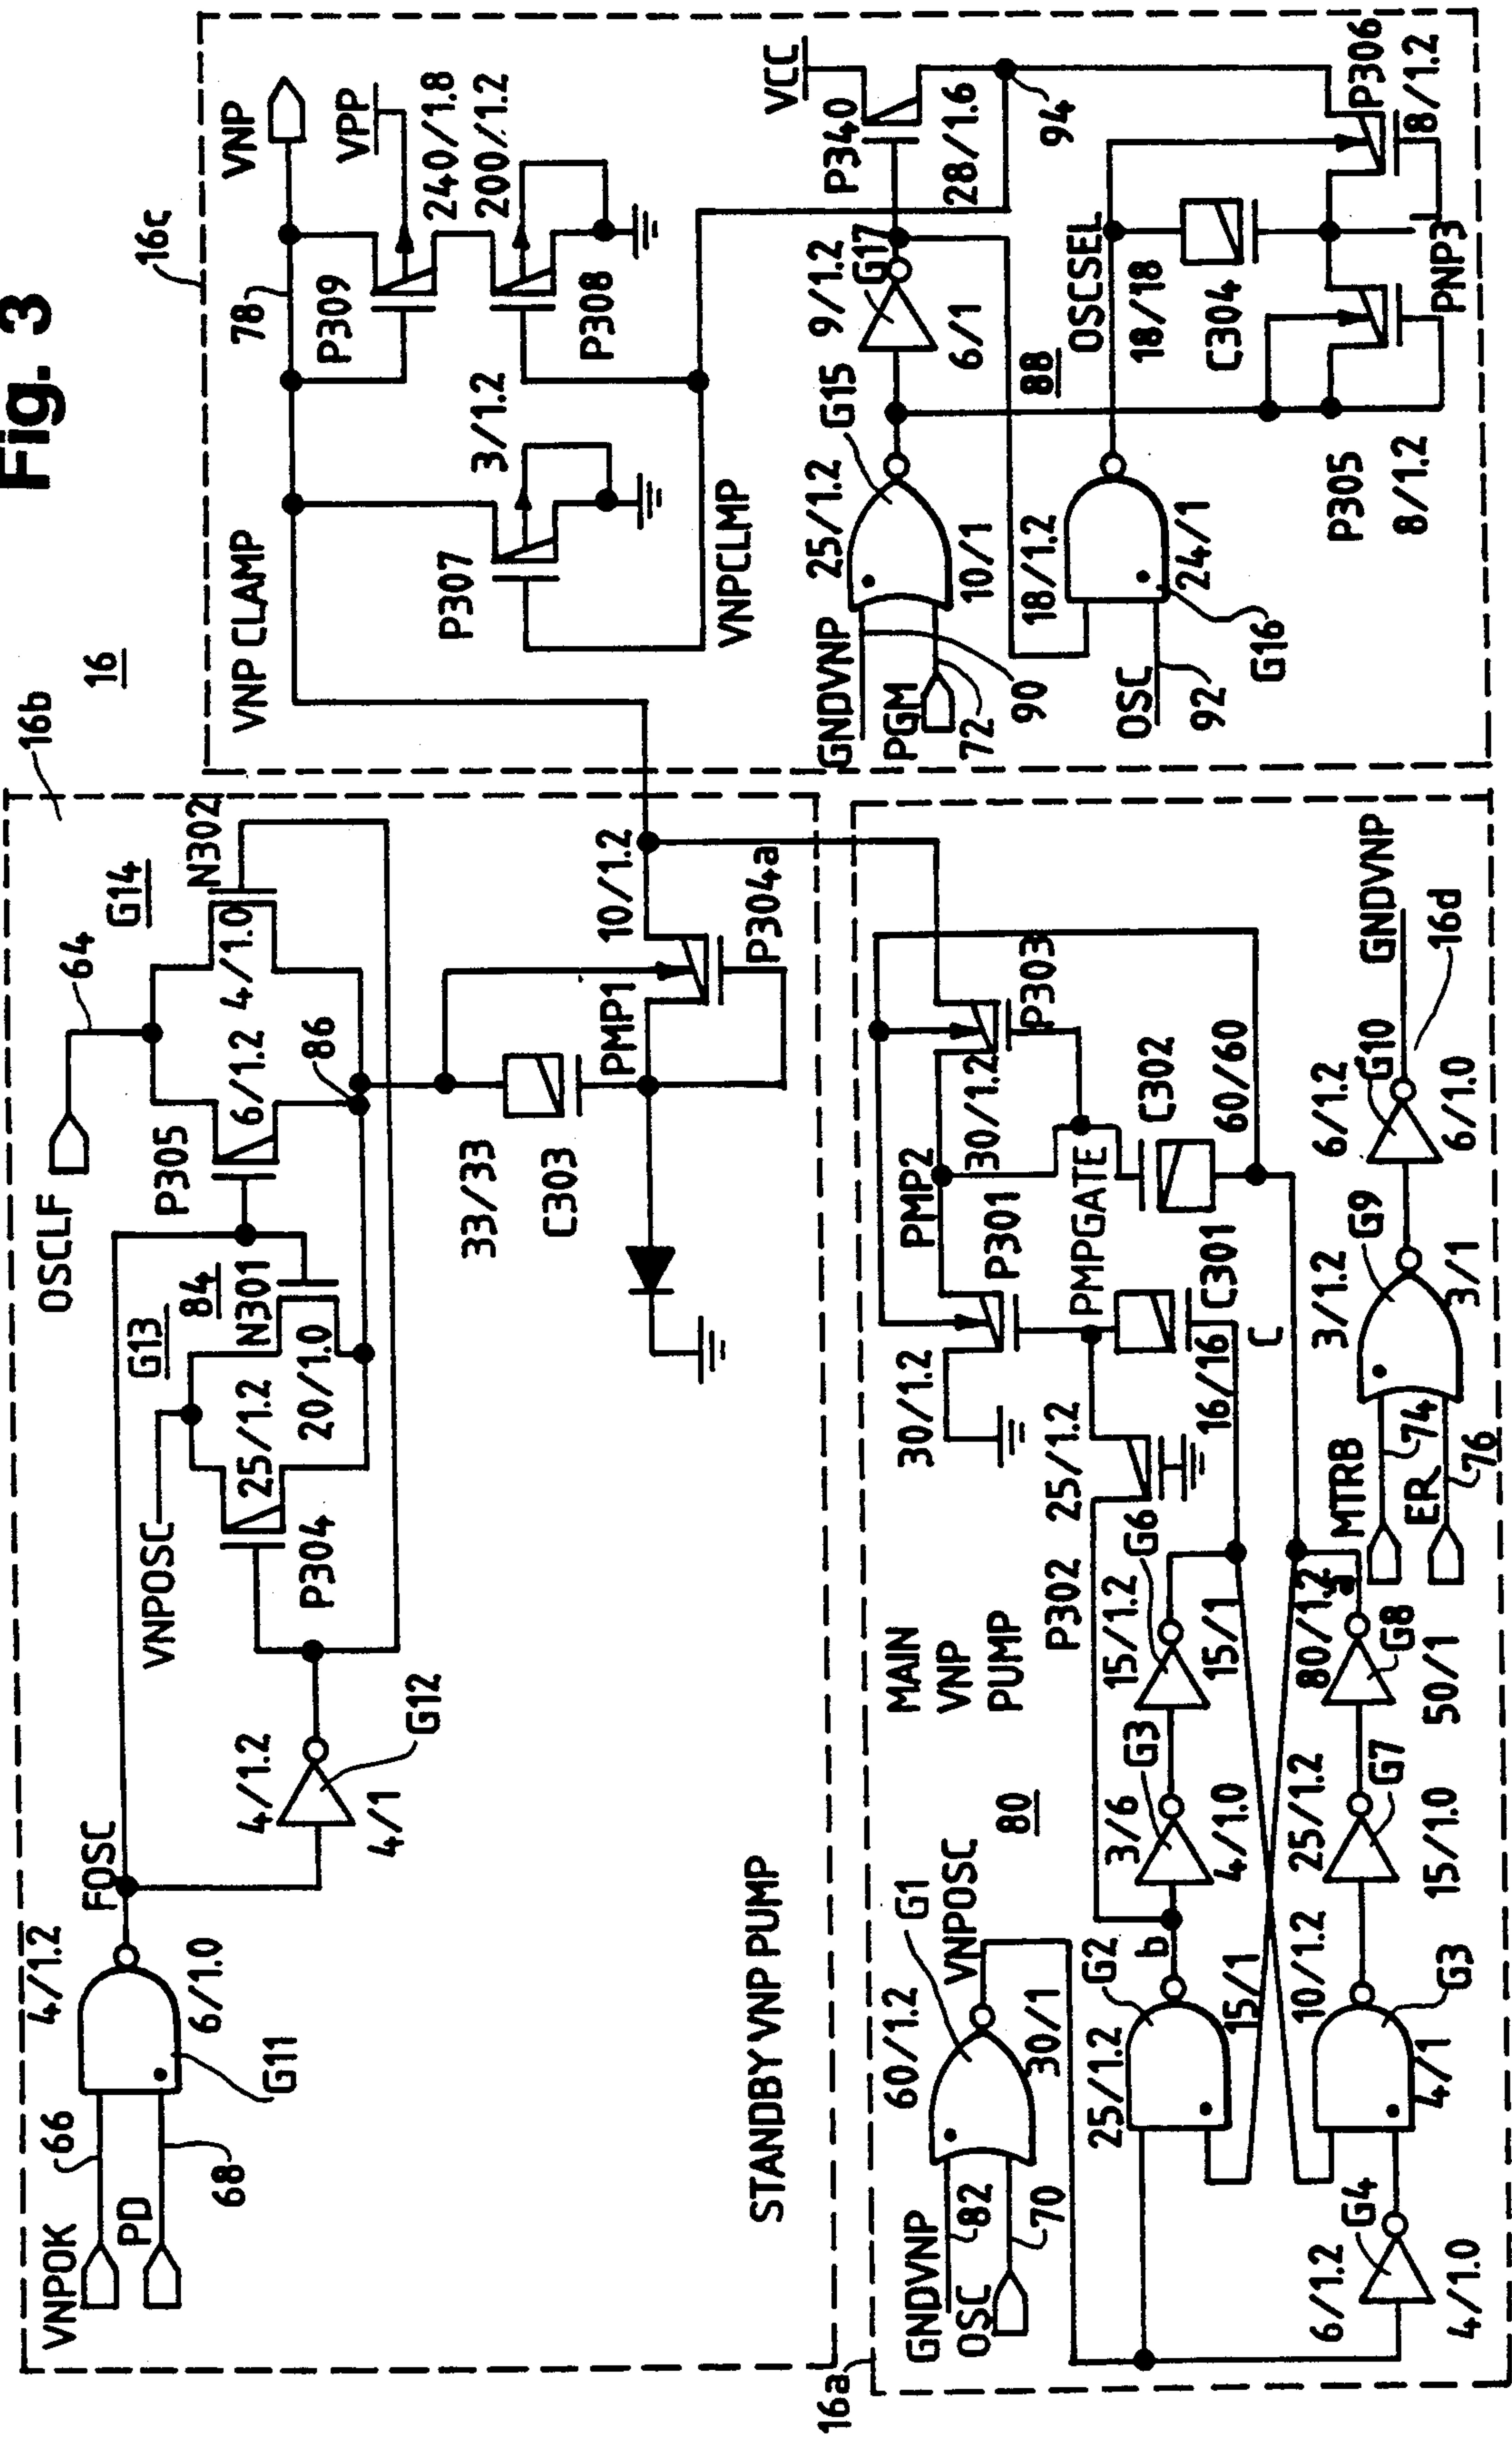 Fig. 3
16
16b
16c
OSCLF
64
G14
N302
4/1.0
P305
6/1.2
86
G13
84
N301
20/1.0
VNPOSC
25/1.2
P304
FOSC
4/1.2
6/1.0
G11
VNPOK
66
PD
68
4/1.2
G12
4/1
33/33
C303
PMP1
10/1.2
P304a
STANDBY VNP PUMP
VNP CLAMP
78
VNP
VPP
P309
240/1.8
200/1.2
P308
3/1.2
P307
VNPCLMP
VCC
P340
28/1.6
94
9/1.2
G17
6/1
G15
25/1.2
10/1
GNDVNP
PGM
72
90
88
OSCSEL
18/18
C304
P306
8/1.2
PNP3
P305
8/1.2
18/1.2
24/1
G16
OSC
92
16a
MAIN
VNP
PUMP
80
GNDVNP
82
OSC
70
60/1.2
G1
30/1
VNPOSC
25/1.2
G2
15/1
b
3/6
G3
4/1.0
15/1.2
G6
15/1
P302
25/1.2
30/1.2
P301
PMP2
30/1.2
P303
PMPGATE
C302
60/60
C301
16/16
C
6/1.2
G4
4/1.0
10/1.2
G3
4/1
25/1.2
G7
15/1.0
80/1.2
a
G8
50/1
MTRB
74
ER
76
3/1.2
G9
3/1
6/1.2
G10
6/1.0
GNDVNP
16d